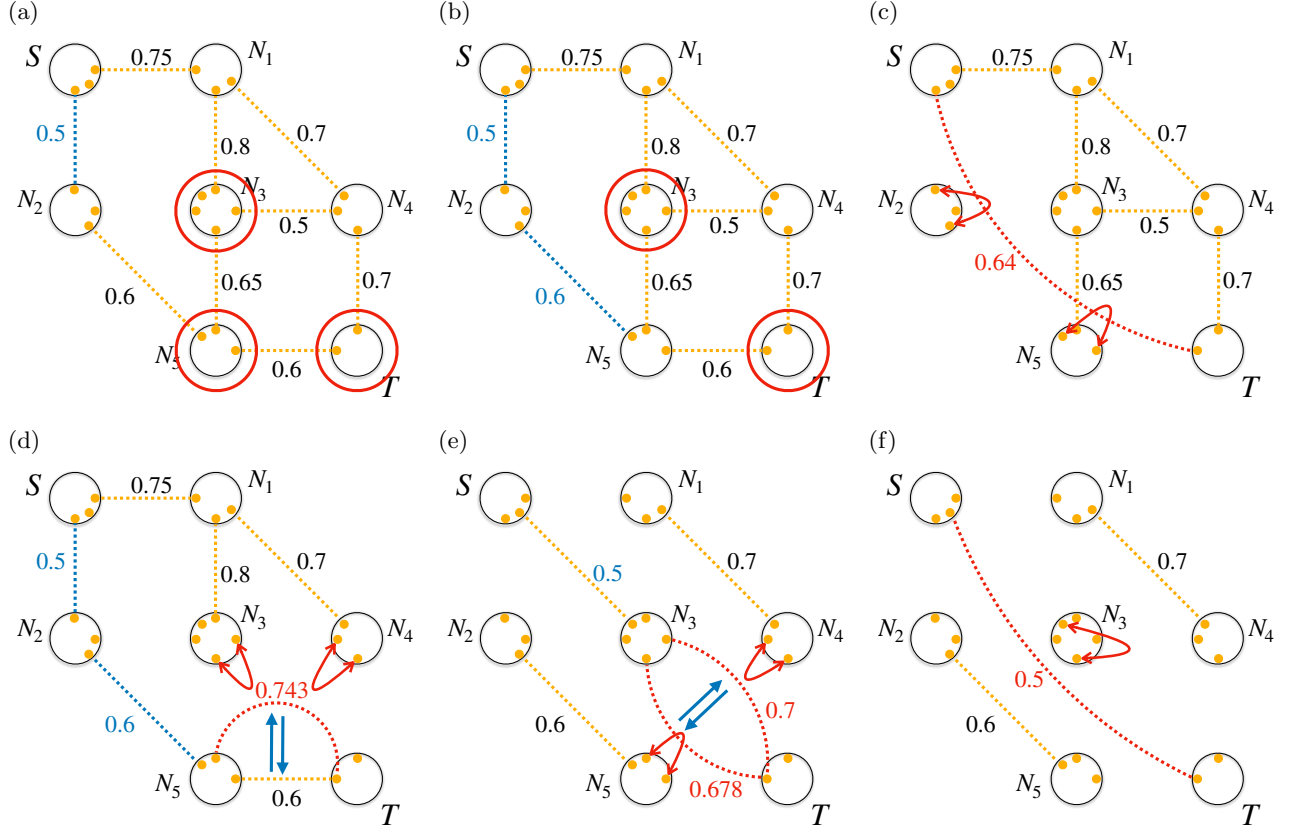 (a) (b) (c)
S 0.75 N1 S 0.75 N1 S 0.75 N1
0.5 0.8 0.7 0.5 0.8 0.7 0.8 0.7
N2 N3 N4 N2 N3 N4 N2 N3 N4
0.5 0.5 0.5
0.6 0.65 0.7 0.6 0.65 0.7 0.64 0.65 0.7
N5 0.6 T N5 0.6 T N5 T
(d) (e) (f)
S 0.75 N1 S N1 S N1
0.5 0.8 0.7 0.5 0.7 0.7
N2 N3 N4 N2 N3 N4 N2 N3 N4
0.743 0.5
0.6 0.6 0.7 0.6
N5 0.6 T N5 0.678 T N5 T